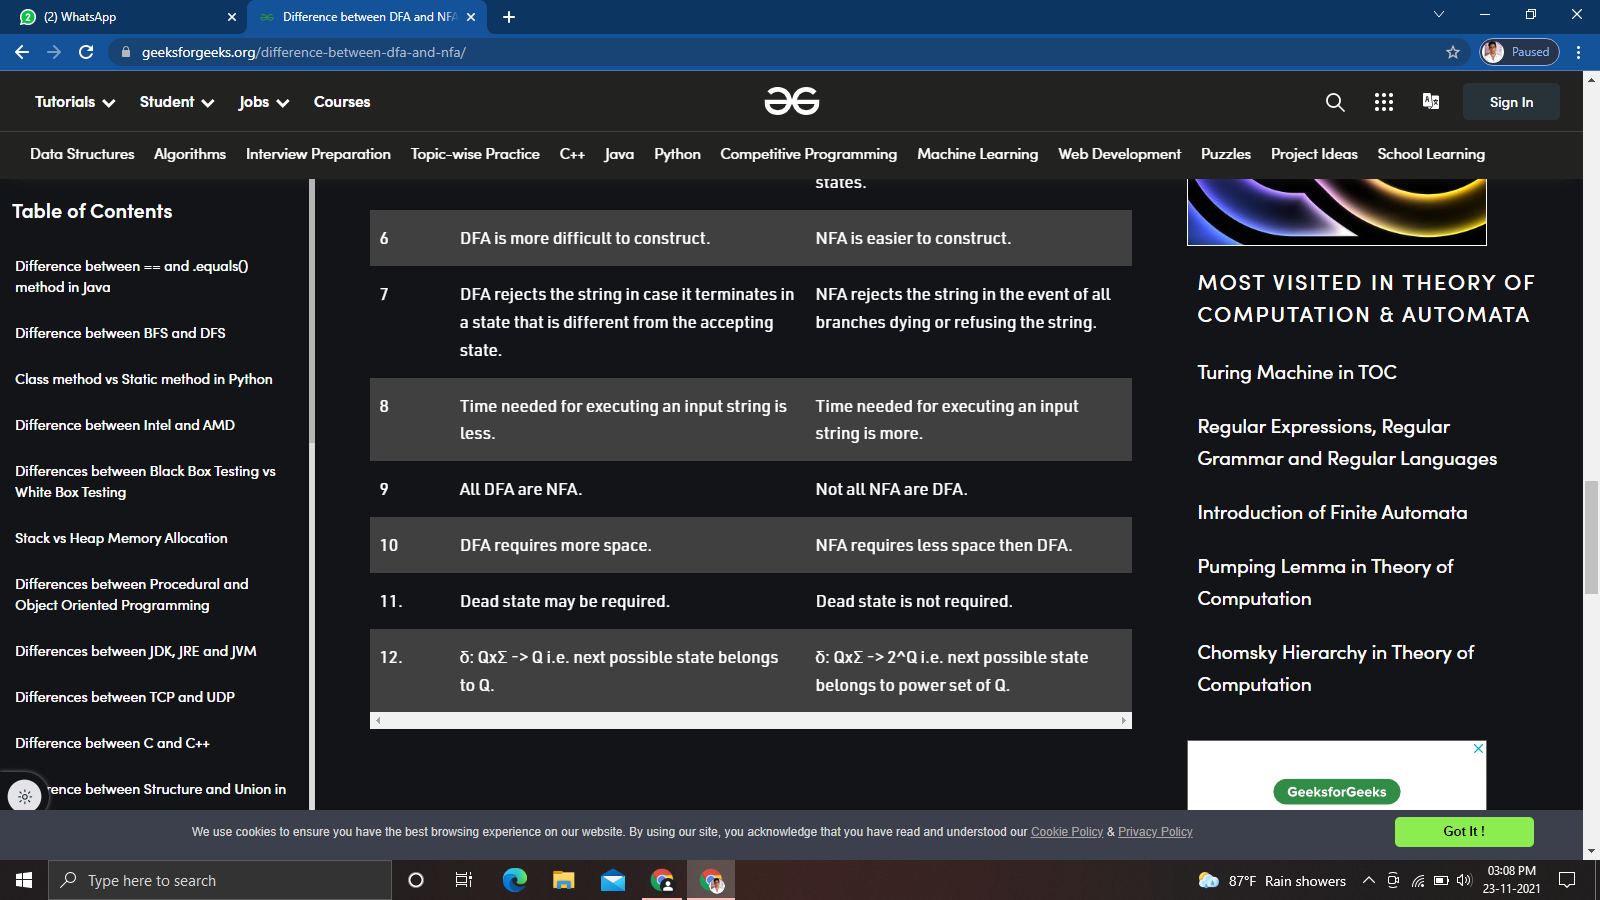 (2) WhatsApp
Difference between DFA and NFA
geeksforgeeks.org/difference-between-dfa-and-nfa/
Paused
Tutorials Student Jobs Courses
Sign In
Data Structures Algorithms Interview Preparation Topic-wise Practice C++ Java Python Competitive Programming Machine Learning Web Development Puzzles Project Ideas School Learning
Table of Contents
Difference between == and .equals()
method in Java
Difference between BFS and DFS
Class method vs Static method in Python
Difference between Intel and AMD
Differences between Black Box Testing vs
White Box Testing
Stack vs Heap Memory Allocation
Differences between Procedural and
Object Oriented Programming
Differences between JDK, JRE and JVM
Differences between TCP and UDP
Difference between C and C++
rence between Structure and Union in
states.
6 DFA is more difficult to construct. NFA is easier to construct.
7 DFA rejects the string in case it terminates in NFA rejects the string in the event of all
a state that is different from the accepting branches dying or refusing the string.
state.
8 Time needed for executing an input string is Time needed for executing an input
less. string is more.
9 All DFA are NFA. Not all NFA are DFA.
10 DFA requires more space. NFA requires less space then DFA.
11. Dead state may be required. Dead state is not required.
12. δ: QxΣ -> Q i.e. next possible state belongs δ: QxΣ -> 2^Q i.e. next possible state
to Q. belongs to power set of Q.
MOST VISITED IN THEORY OF
COMPUTATION & AUTOMATA
Turing Machine in TOC
Regular Expressions, Regular
Grammar and Regular Languages
Introduction of Finite Automata
Pumping Lemma in Theory of
Computation
Chomsky Hierarchy in Theory of
Computation
GeeksforGeeks
We use cookies to ensure you have the best browsing experience on our website. By using our site, you acknowledge that you have read and understood our Cookie Policy & Privacy Policy
Got It !
Type here to search
87°F Rain showers
03:08 PM
23-11-2021